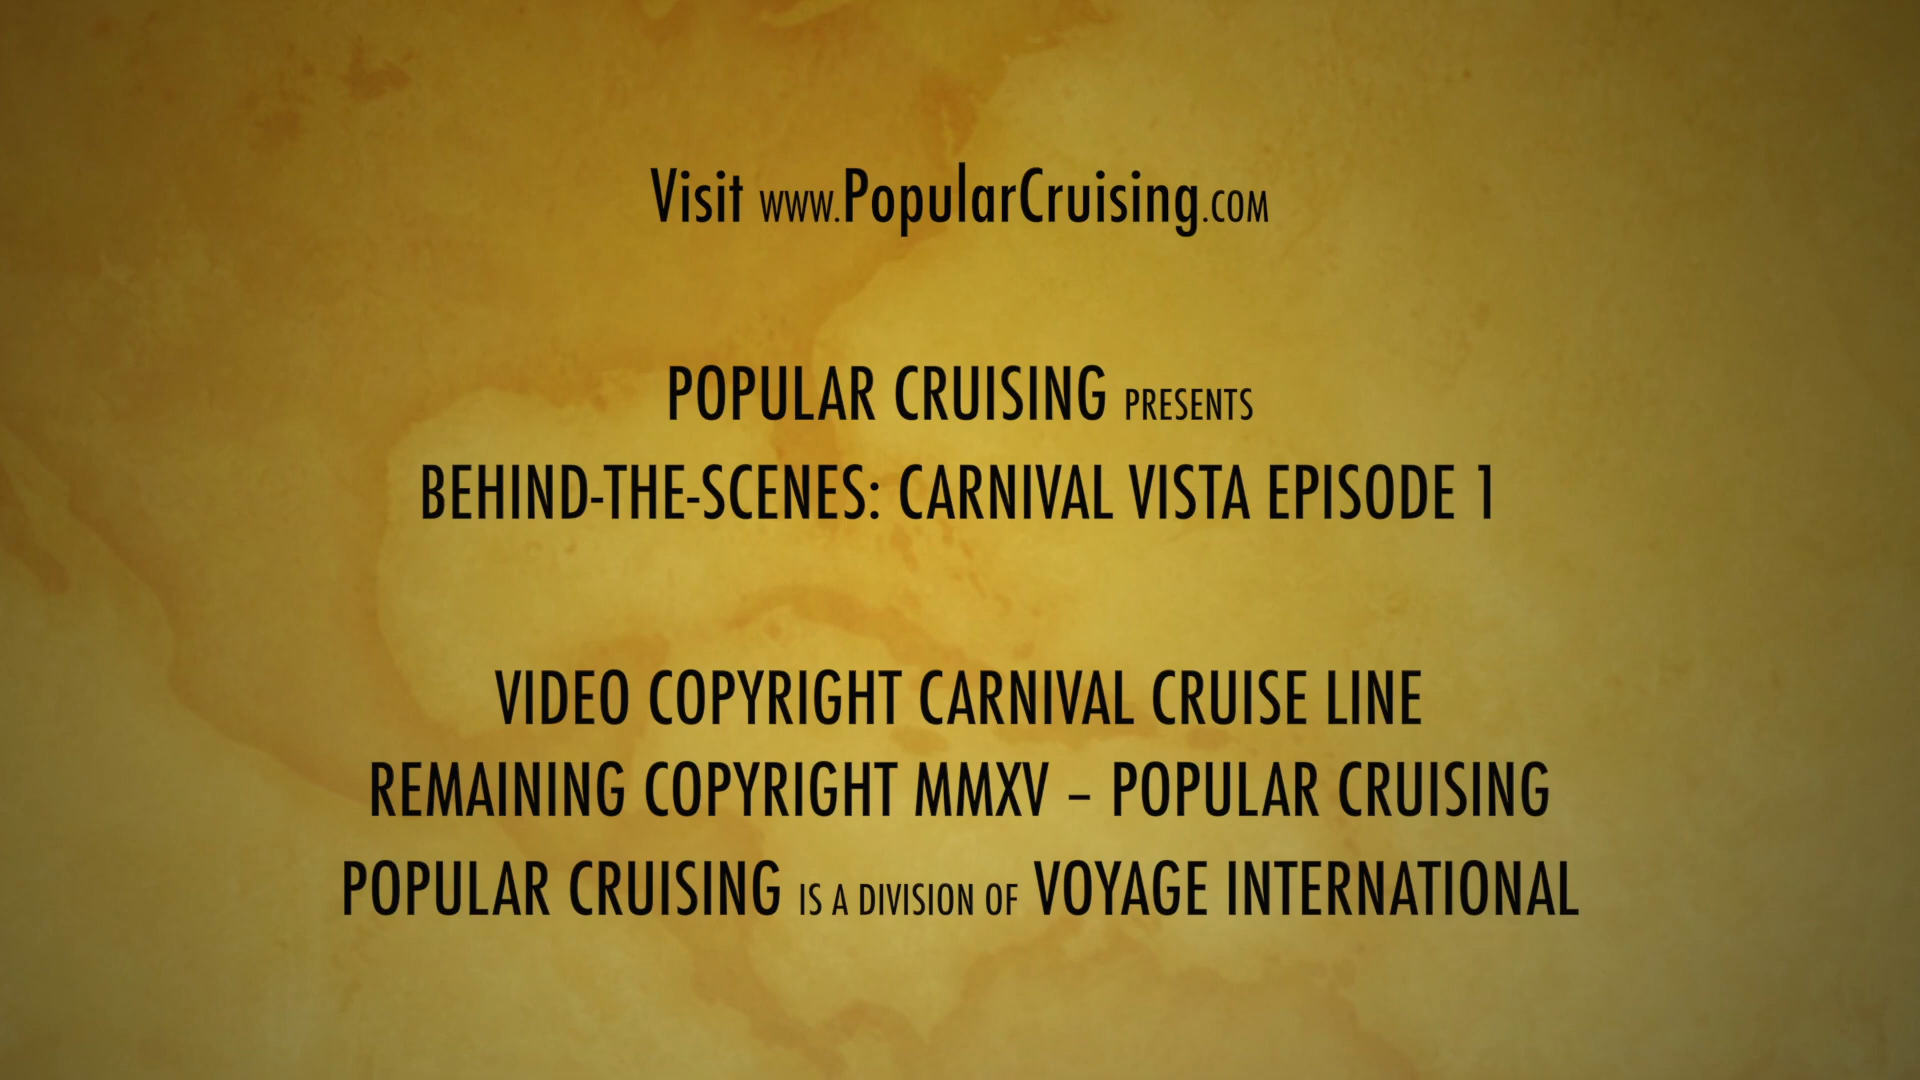 Visit www.PopularCruising.com
POPULAR CRUISING PRESENTS
BEHIND-THE-SCENES: CARNIVAL VISTA EPISODE 1
VIDEO COPYRIGHT CARNIVAL CRUISE LINE
REMAINING COPYRIGHT MMXV – POPULAR CRUISING
POPULAR CRUISING IS A DIVISION OF VOYAGE INTERNATIONAL